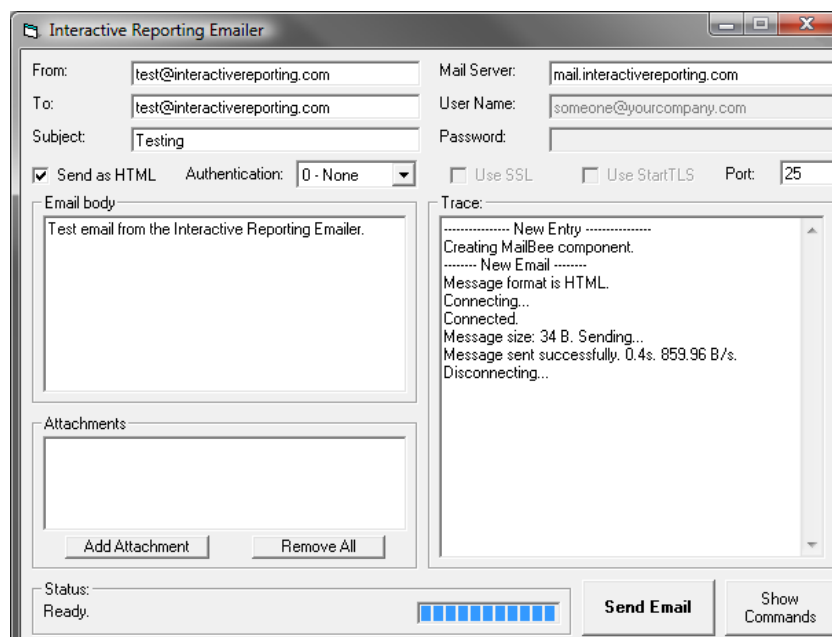 Interactive Reporting Emailer
From: test@interactivereporting.com
To: test@interactivereporting.com
Subject: Testing
Mail Server: mail.interactivereporting.com
User Name: someone@yourcompany.com
Password:
Send as HTML Authentication: 0 - None
Use SSL Use StartTLS Port: 25
Email body
Test email from the Interactive Reporting Emailer.
Attachments
Add Attachment Remove All
Trace:
---------------- New Entry ----------------
Creating MailBee component.
-------- New Email --------
Message format is HTML.
Connecting...
Connected.
Message size: 34 B. Sending...
Message sent successfully. 0.4s. 859.96 B/s.
Disconnecting...
Status:
Ready.
Send Email
Show
Commands